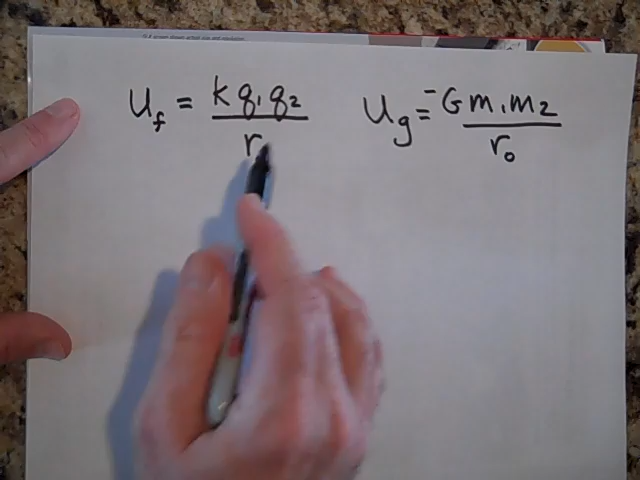 U_f = k q₁ q₂ / r
U_g = -G m₁ m₂ / r₀